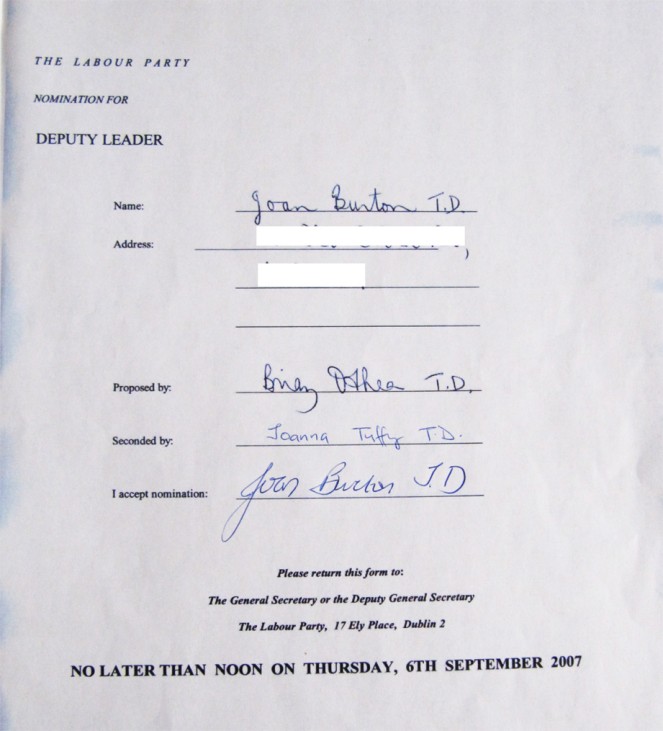 THE LABOUR PARTY
NOMINATION FOR
DEPUTY LEADER
Name: Joan Burton T.D.
Address:
Proposed by: Brian O'Shea T.D.
Seconded by: Joanna Tuffy T.D.
I accept nomination: Joan Burton T.D
Please return this form to:
The General Secretary or the Deputy General Secretary
The Labour Party, 17 Ely Place, Dublin 2
NO LATER THAN NOON ON THURSDAY, 6TH SEPTEMBER 2007